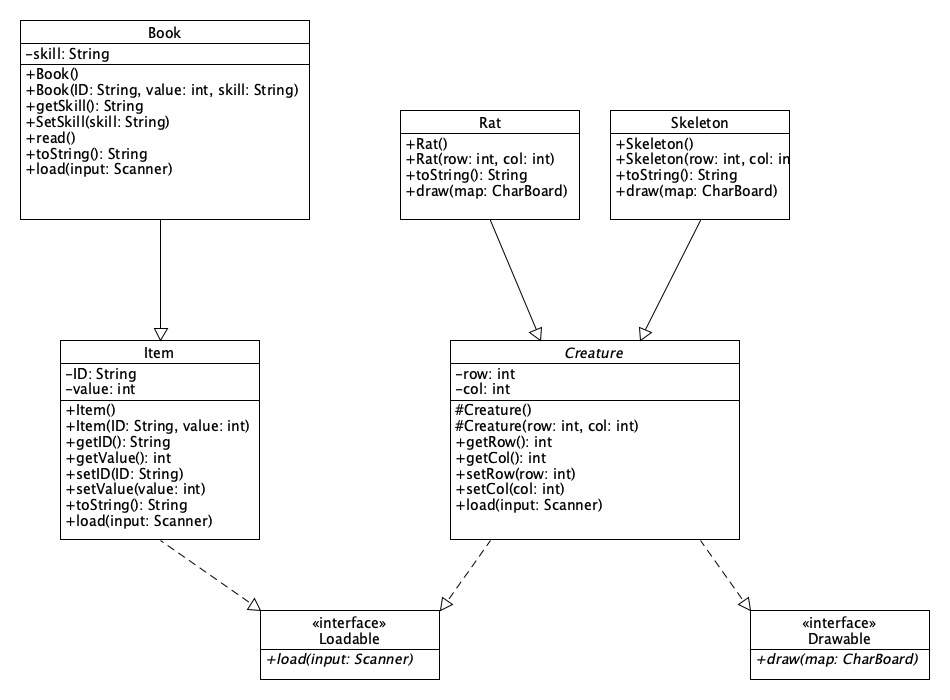 Book
-skill: String
+Book()
+Book(ID: String, value: int, skill: String)
+getSkill(): String
+SetSkill(skill: String)
+read()
+toString(): String
+load(input: Scanner)
Rat
+Rat()
+Rat(row: int, col: int)
+toString(): String
+draw(map: CharBoard)
Skeleton
+Skeleton()
+Skeleton(row: int, col: in
+toString(): String
+draw(map: CharBoard)
Item
-ID: String
-value: int
+Item()
+Item(ID: String, value: int)
+getID(): String
+getValue(): int
+setID(ID: String)
+setValue(value: int)
+toString(): String
+load(input: Scanner)
Creature
-row: int
-col: int
#Creature()
#Creature(row: int, col: int)
+getRow(): int
+getCol(): int
+setRow(row: int)
+setCol(col: int)
+load(input: Scanner)
«interface»
Loadable
+load(input: Scanner)
«interface»
Drawable
+draw(map: CharBoard)